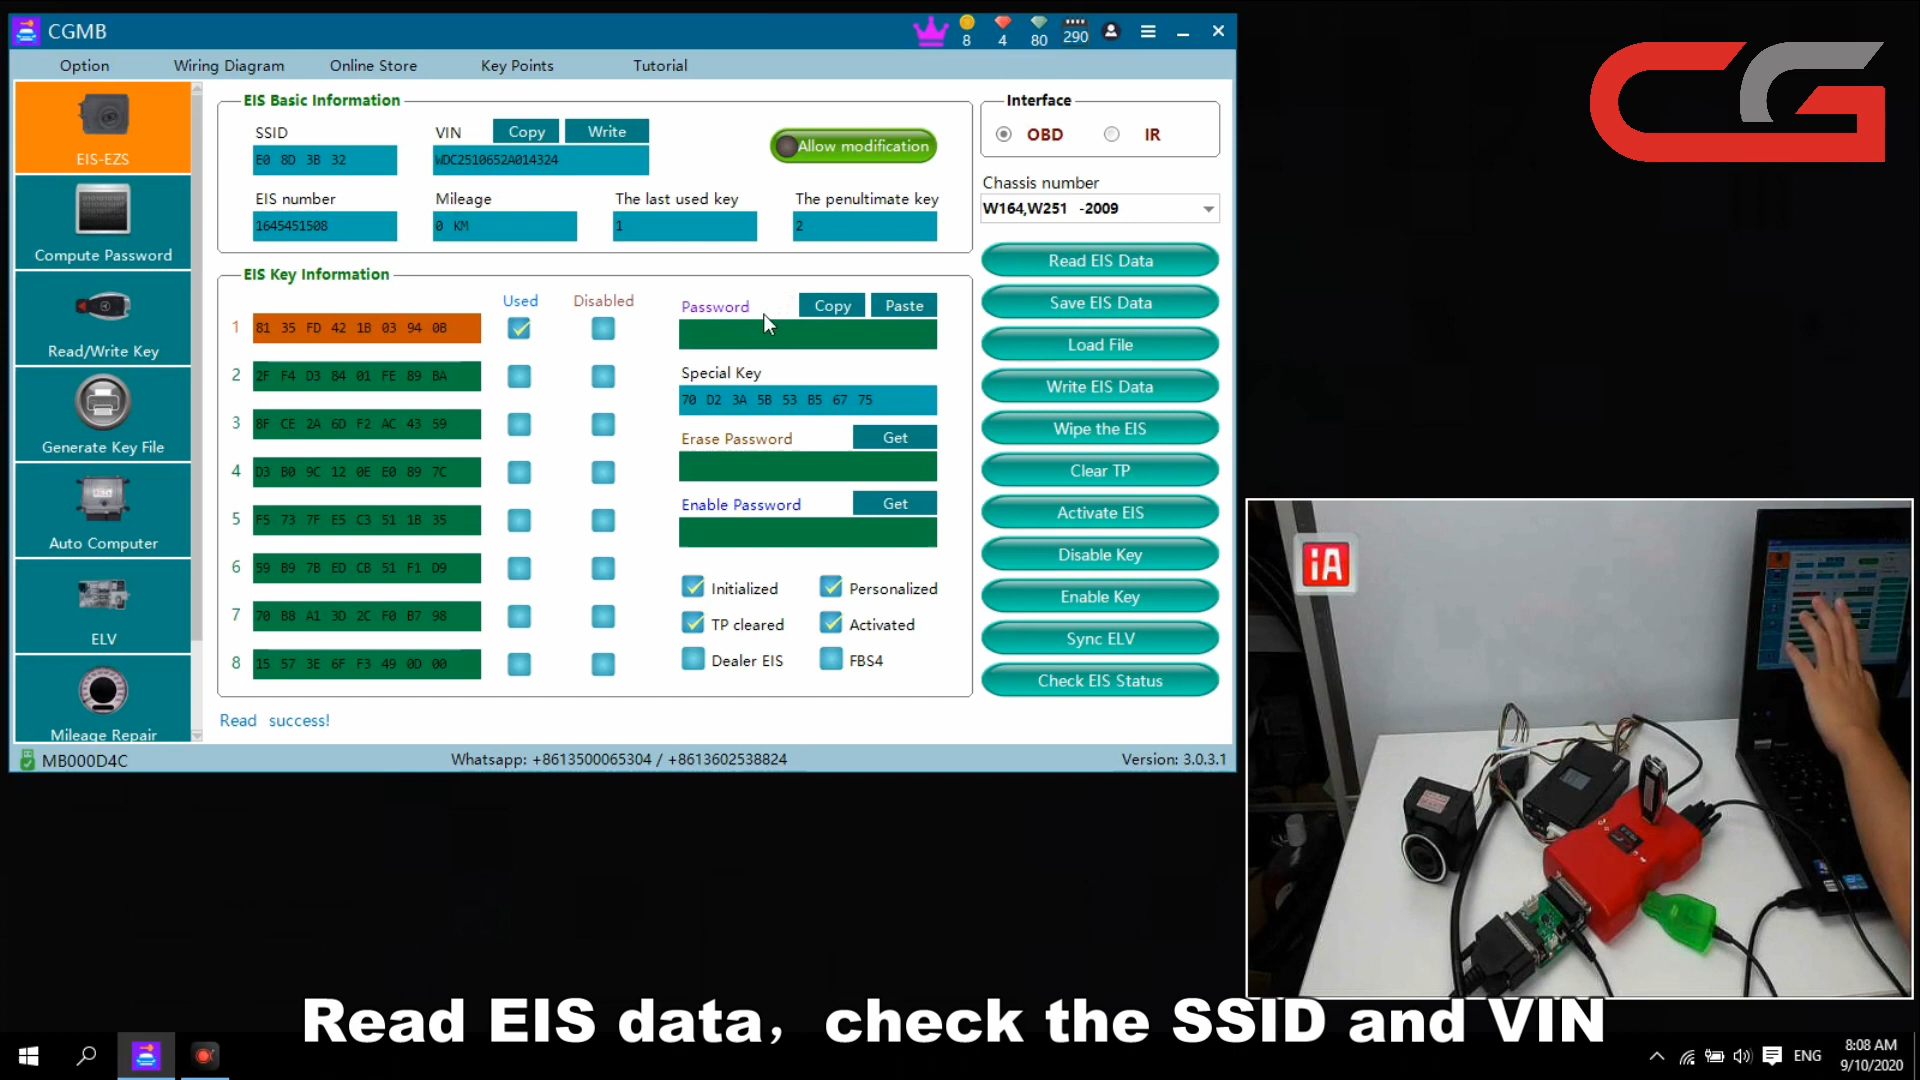 CGMB
8
4
80
290
Option
Wiring Diagram
Online Store
Key Points
Tutorial
EIS-EZS
Compute Password
Read/Write Key
Generate Key File
Auto Computer
ELV
Mileage Repair
EIS Basic Information
SSID
VIN
Copy
Write
E0 8D 3B 32
WDC2510652A014324
Allow modification
EIS number
Mileage
The last used key
The penultimate key
1645451508
0 KM
1
2
EIS Key Information
Used
Disabled
1 81 35 FD 42 1B 03 94 0B
2 2F F4 D3 84 01 FE 89 BA
3 8F CE 2A 6D F2 AC 43 59
4 D3 B0 9C 12 0E E0 89 7C
5 F5 73 7F E5 C3 51 1B 35
6 59 B9 7B ED CB 51 F1 D9
7 70 B8 A1 3D 2C F0 B7 98
8 15 57 3E 6F F3 49 0D 00
Password
Copy
Paste
Special Key
70 D2 3A 5B 53 B5 67 75
Erase Password
Get
Enable Password
Get
Initialized
Personalized
TP cleared
Activated
Dealer EIS
FBS4
Interface
OBD
IR
Chassis number
W164,W251 -2009
Read EIS Data
Save EIS Data
Load File
Write EIS Data
Wipe the EIS
Clear TP
Activate EIS
Disable Key
Enable Key
Sync ELV
Check EIS Status
Read success!
MB000D4C
Whatsapp: +8613500065304 / +8613602538824
Version: 3.0.3.1
CG
iA
Read EIS data, check the SSID and VIN
ENG
8:08 AM
9/10/2020